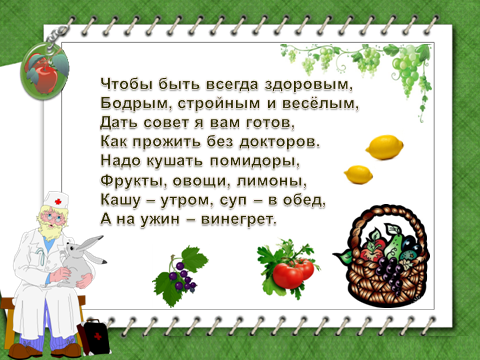 Чтобы быть всегда здоровым,
Бодрым, стройным и весёлым,
Дать совет я вам готов,
Как прожить без докторов.
Надо кушать помидоры,
Фрукты, овощи, лимоны,
Кашу – утром, суп – в обед,
А на ужин – винегрет.